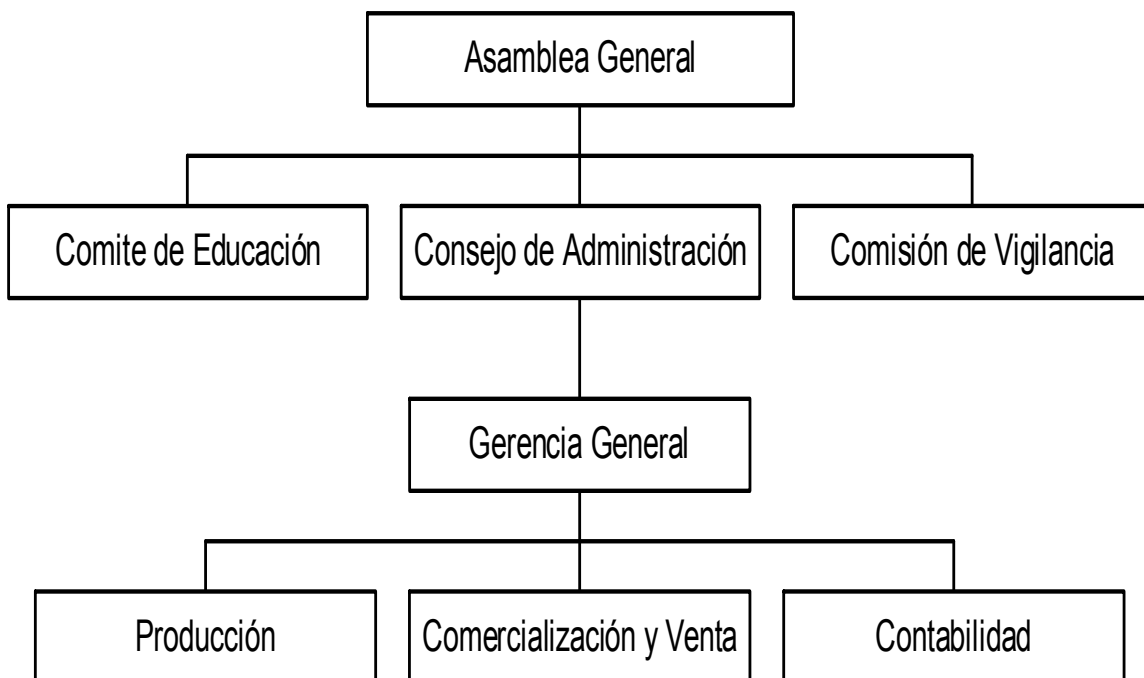 Asamblea General
Comite de Educación
Consejo de Administración
Comisión de Vigilancia
Gerencia General
Producción
Comercialización y Venta
Contabilidad